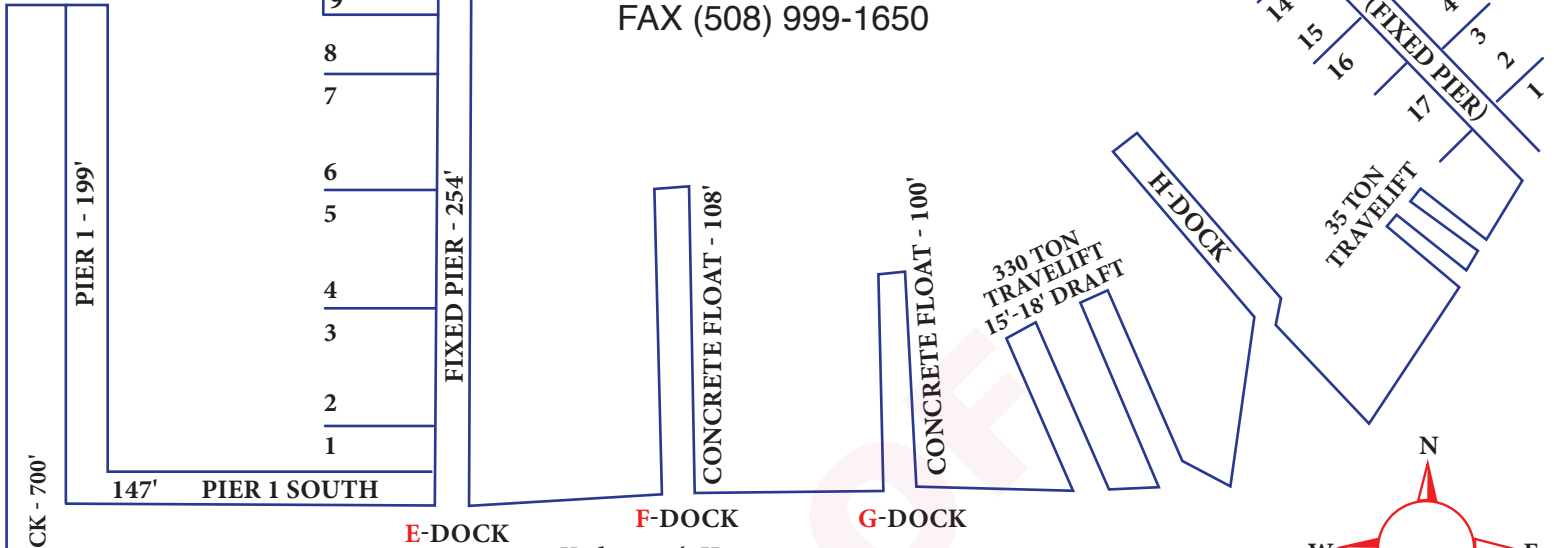 FAX (508) 999-1650
PIER 1 - 199'
CK - 700'
147'
PIER 1 SOUTH
9
8
7
6
5
4
3
2
1
FIXED PIER - 254'
E-DOCK
CONCRETE FLOAT - 108'
F-DOCK
CONCRETE FLOAT - 100'
G-DOCK
330 TON
TRAVELIFT
15'-18' DRAFT
H-DOCK
35 TON
TRAVELIFT
14
15
16
17
(FIXED PIER)
4
3
2
1
N
W
E
OF